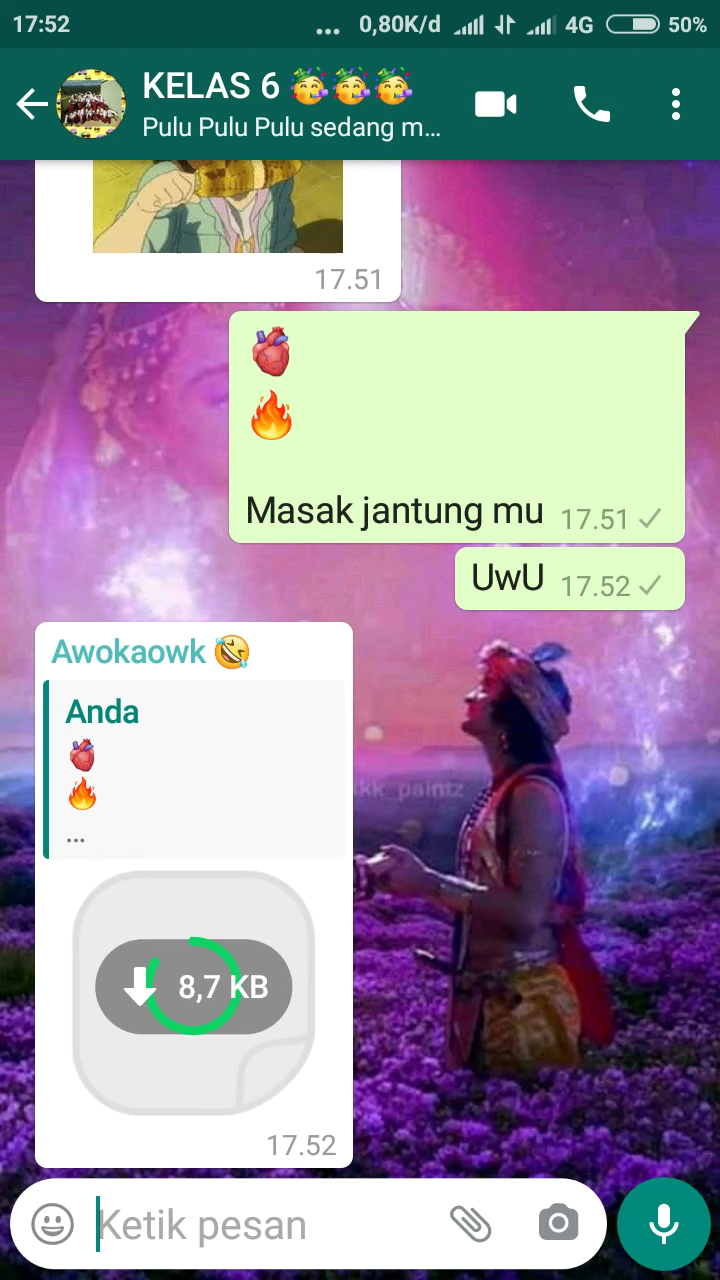 17:52
... 0,80K/d 4G 50%
KELAS 6 🥳🥳🥳
Pulu Pulu Pulu sedang m...
17.51
🫀
🔥
Masak jantung mu 17.51
UwU 17.52
Awokaowk 🤣
Anda
🫀
🔥
...
8,7 KB
17.52
kk_paintz
Ketik pesan